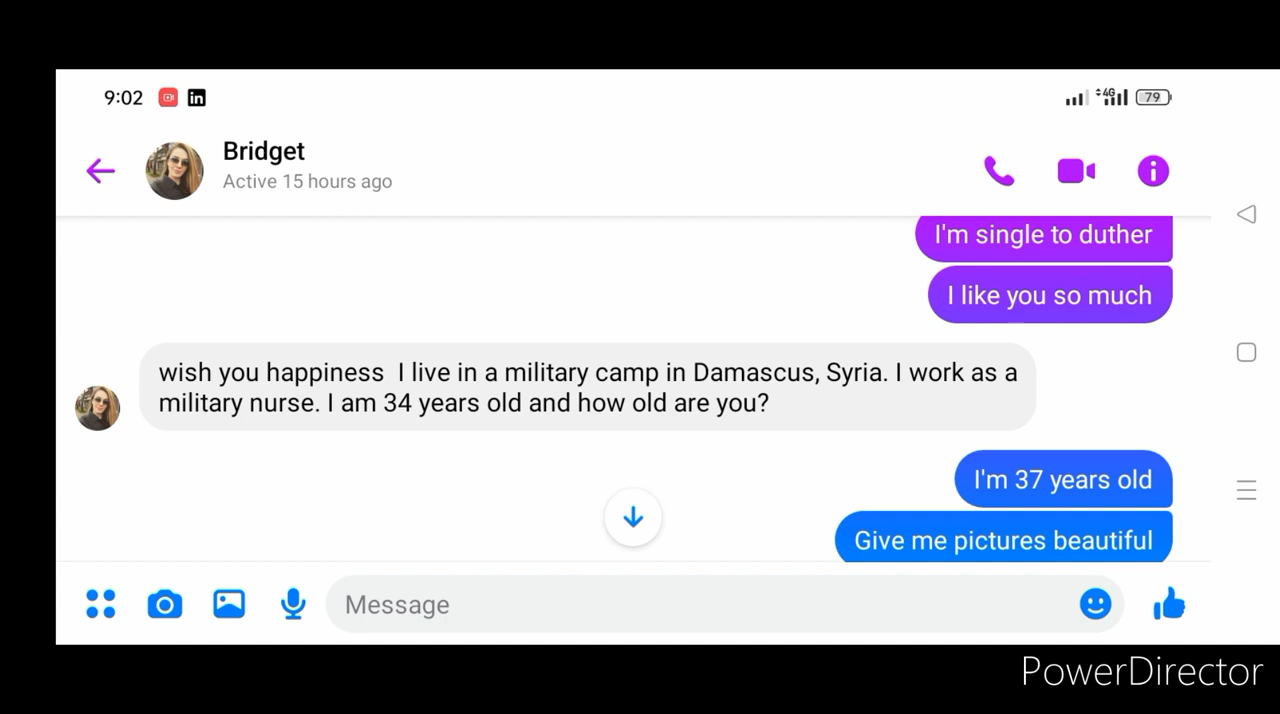 9:02
in
4G
79
Bridget
Active 15 hours ago
I'm single to duther
I like you so much
wish you happiness  I live in a military camp in Damascus, Syria. I work as a
military nurse. I am 34 years old and how old are you?
I'm 37 years old
Give me pictures beautiful
Message
PowerDirector